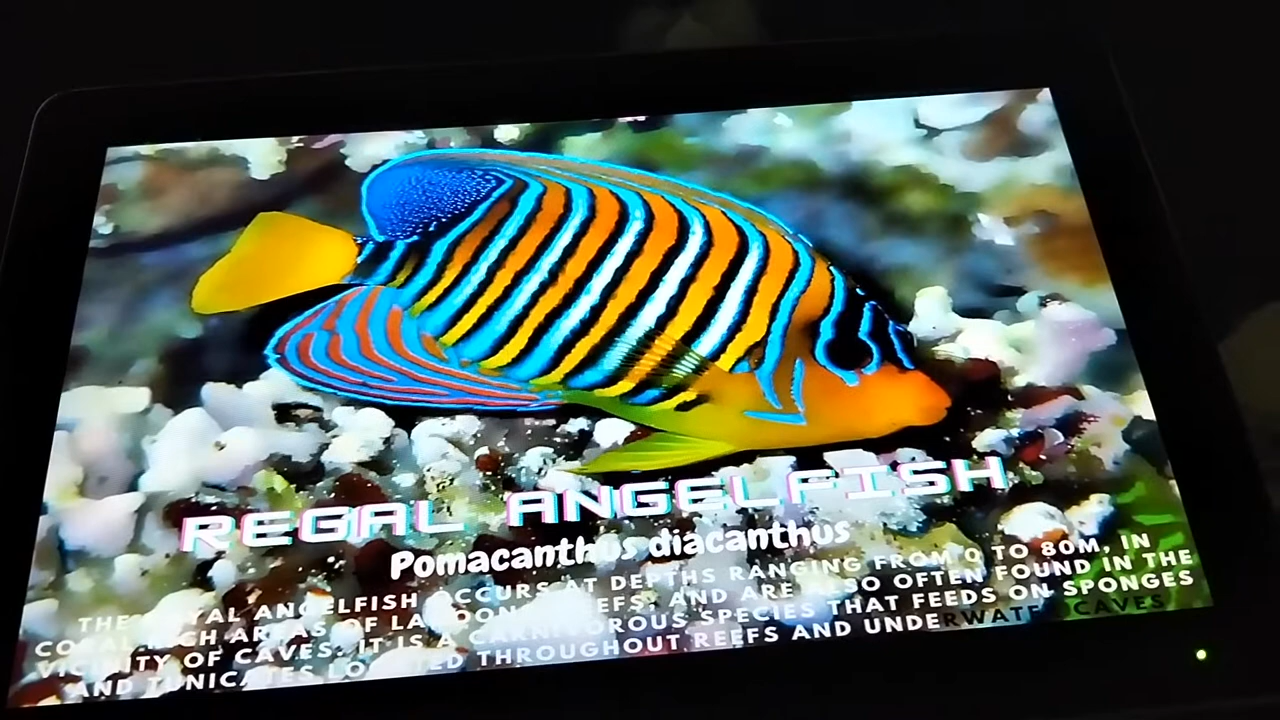 REGAL ANGELFISH
Pomacanthus diacanthus
THE ROYAL ANGELFISH OCCURS AT DEPTHS RANGING FROM 0 TO 80M, IN
CORAL-RICH AREAS OF LAGOONS, REEFS, AND ARE ALSO OFTEN FOUND IN THE
VICINITY OF CAVES. IT IS A CARNIVOROUS SPECIES THAT FEEDS ON SPONGES
AND TUNICATES LOCATED THROUGHOUT REEFS AND UNDERWATER CAVES